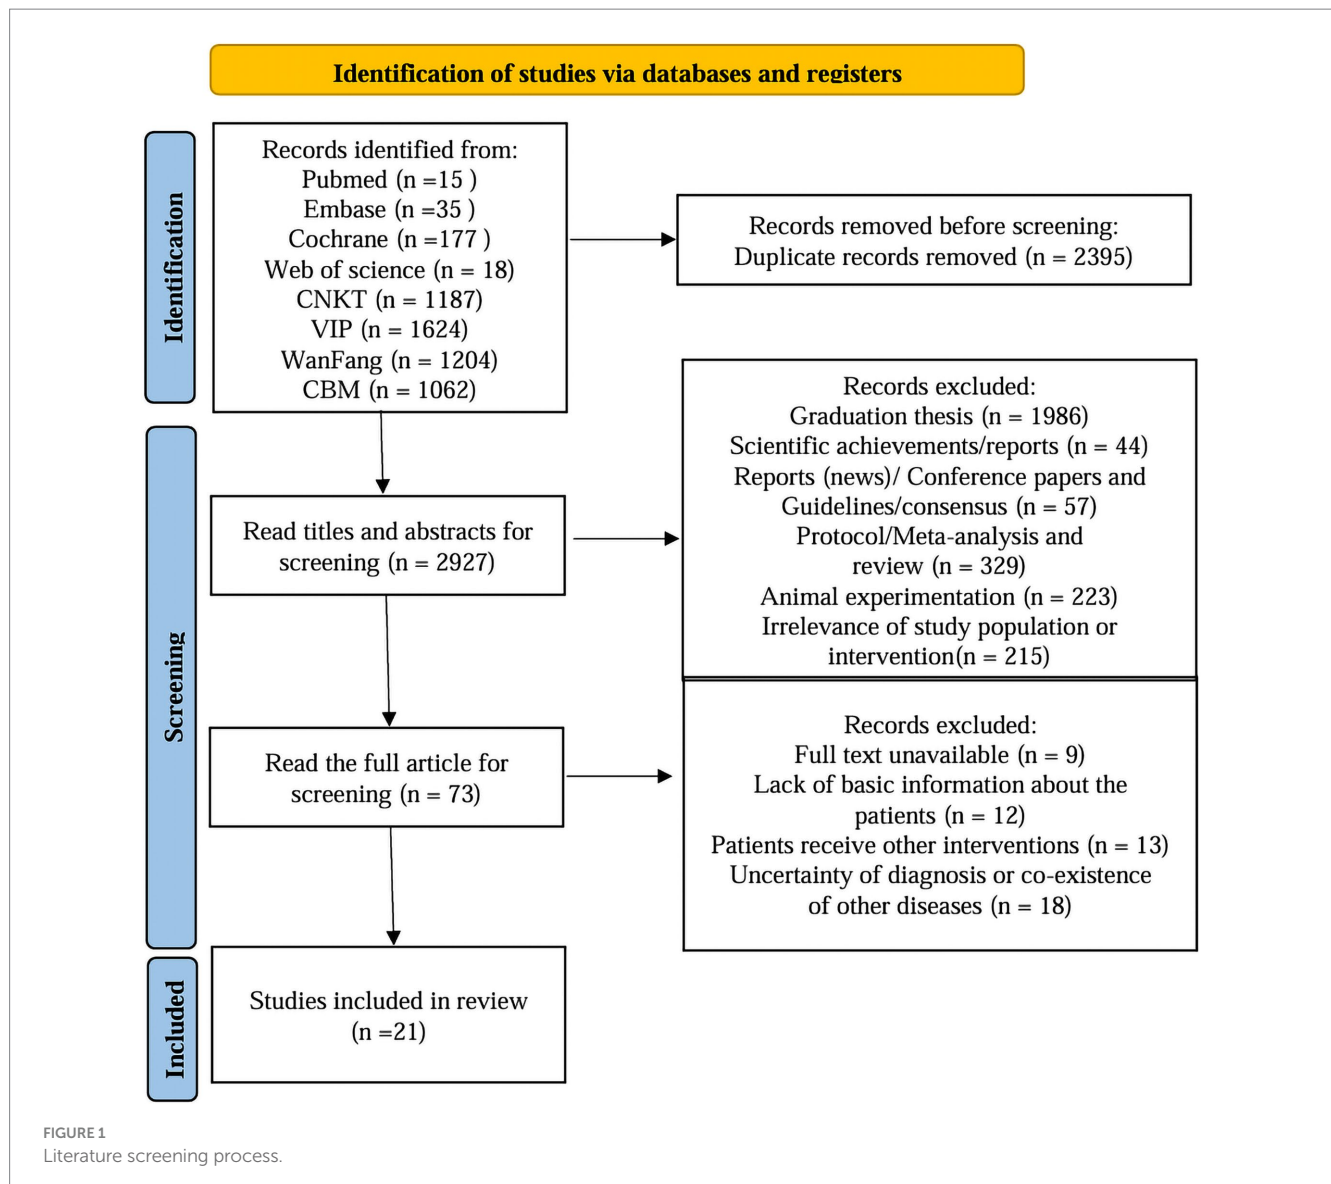 Identification of studies via databases and registers
Identification
Records identified from:
Pubmed (n =15 )
Embase (n =35 )
Cochrane (n =177 )
Web of science (n = 18)
CNKT (n = 1187)
VIP (n = 1624)
WanFang (n = 1204)
CBM (n = 1062)
Records removed before screening:
Duplicate records removed (n = 2395)
Screening
Read titles and abstracts for
screening (n = 2927)
Records excluded:
Graduation thesis (n = 1986)
Scientific achievements/reports (n = 44)
Reports (news)/ Conference papers and
Guidelines/consensus (n = 57)
Protocol/Meta-analysis and
review (n = 329)
Animal experimentation (n = 223)
Irrelevance of study population or
intervention(n = 215)
Read the full article for
screening (n = 73)
Records excluded:
Full text unavailable (n = 9)
Lack of basic information about the
patients (n = 12)
Patients receive other interventions (n = 13)
Uncertainty of diagnosis or co-existence
of other diseases (n = 18)
Included
Studies included in review
(n =21)
FIGURE 1
Literature screening process.